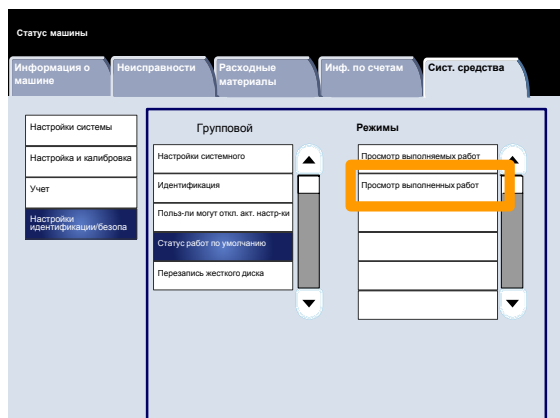 Статус машины
Информация о
машине
Неисправности
Расходные
материалы
Инф. по счетам
Сист. средства
Настройки системы
Настройка и калибровка
Учет
Настройки
идентификации/безопа
Групповой
Настройки системного
Идентификация
Польз-ли могут откл. акт. настр-ки
Статус работ по умолчанию
Перезапись жесткого диска
Режимы
Просмотр выполняемых работ
Просмотр выполненных работ